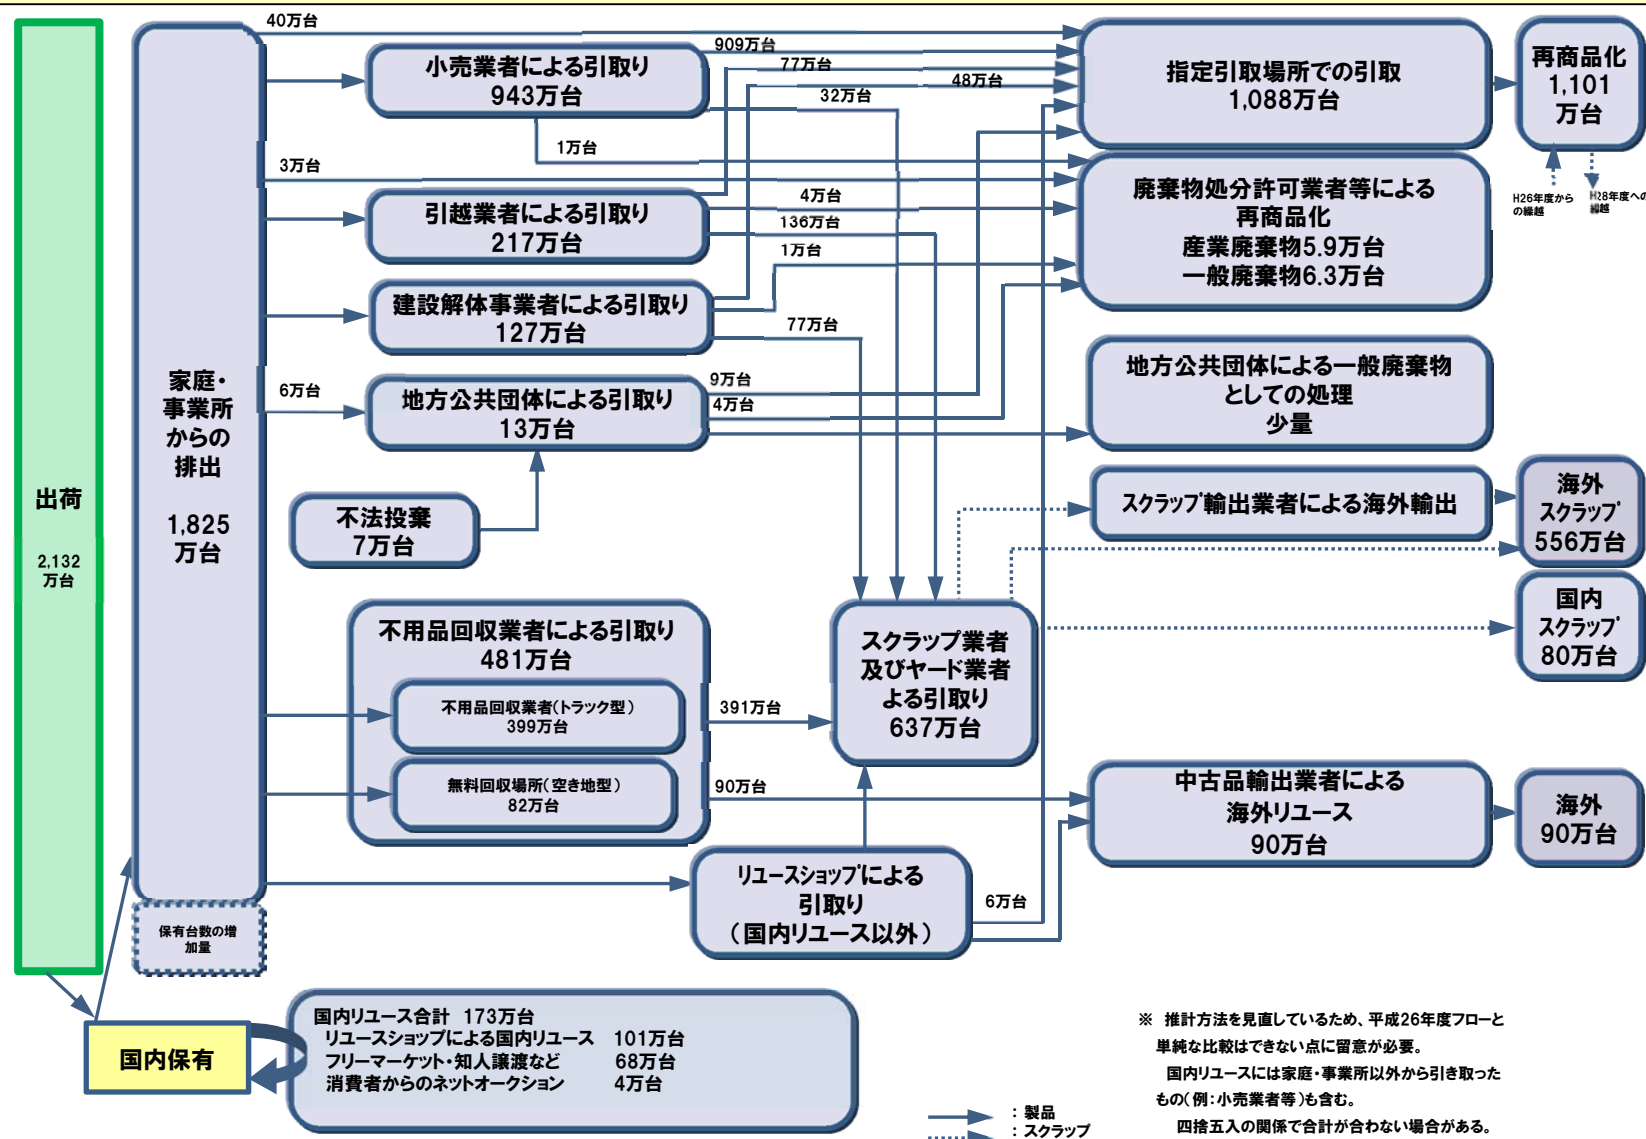 出荷
2,132
万台
家庭・
事業所
からの
排出
1,825
万台
保有台数の増
加量
国内保有
40万台
小売業者による引取り
943万台
909万台
77万台
32万台
48万台
1万台
3万台
引越業者による引取り
217万台
4万台
136万台
1万台
建設解体事業者による引取り
127万台
77万台
6万台
地方公共団体による引取り
13万台
9万台
4万台
不法投棄
7万台
不用品回収業者による引取り
481万台
不用品回収業者(トラック型)
399万台
無料回収場所(空き地型)
82万台
391万台
90万台
スクラップ業者
及びヤード業者
よる引取り
637万台
リユースショップによる
引取り
(国内リユース以外)
6万台
指定引取場所での引取
1,088万台
再商品化
1,101
万台
H26年度から
の繰越
H28年度への
繰越
廃棄物処分許可業者等による
再商品化
産業廃棄物5.9万台
一般廃棄物6.3万台
地方公共団体による一般廃棄物
としての処理
少量
スクラップ輸出業者による海外輸出
海外
スクラップ
556万台
国内
スクラップ
80万台
中古品輸出業者による
海外リユース
90万台
海外
90万台
国内リユース合計 173万台
リユースショップによる国内リユース 101万台
フリーマーケット・知人譲渡など 68万台
消費者からのネットオークション 4万台
:製品
:スクラップ
※ 推計方法を見直しているため、平成26年度フローと
単純な比較はできない点に留意が必要。
国内リユースには家庭・事業所以外から引き取った
もの(例:小売業者等)も含む。
四捨五入の関係で合計が合わない場合がある。